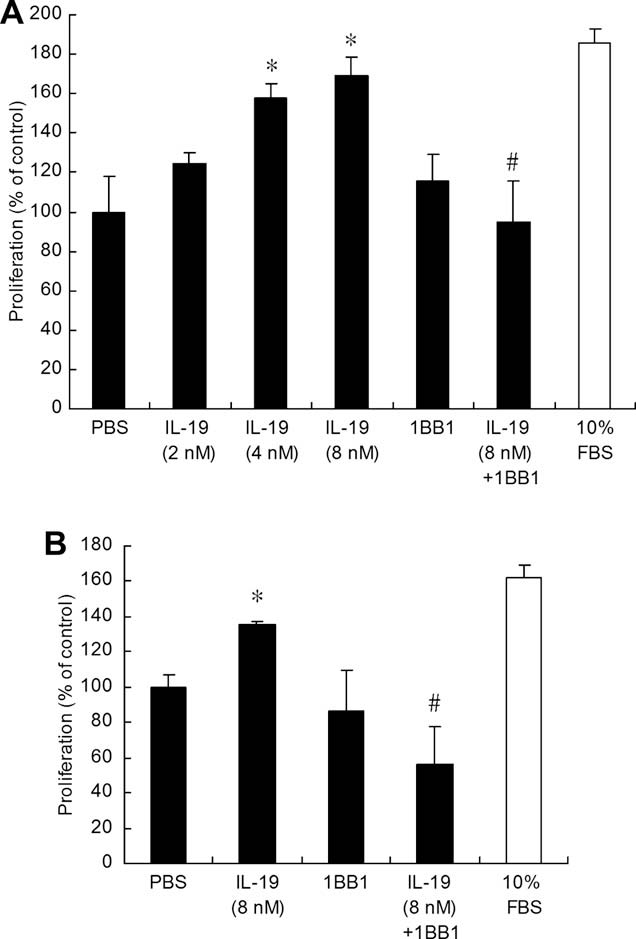 A
Proliferation (% of control)
200
180
160
140
120
100
80
60
40
20
0
* * #
PBS IL-19 IL-19 IL-19 1BB1 IL-19 10%
(2 nM) (4 nM) (8 nM) (8 nM) FBS
+1BB1
B
Proliferation (% of control)
180
160
140
120
100
80
60
40
20
0
* #
PBS IL-19 1BB1 IL-19 10%
(8 nM) (8 nM) FBS
+1BB1